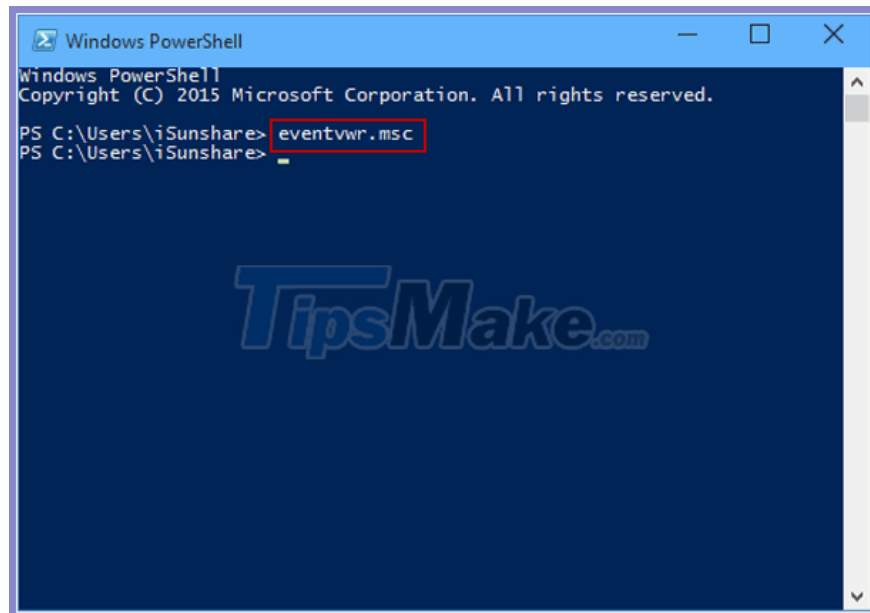 Windows PowerShell
Windows PowerShell
Copyright (C) 2015 Microsoft Corporation. All rights reserved.
PS C:\Users\iSunshare> eventvwr.msc
PS C:\Users\iSunshare> _
TipsMake.com